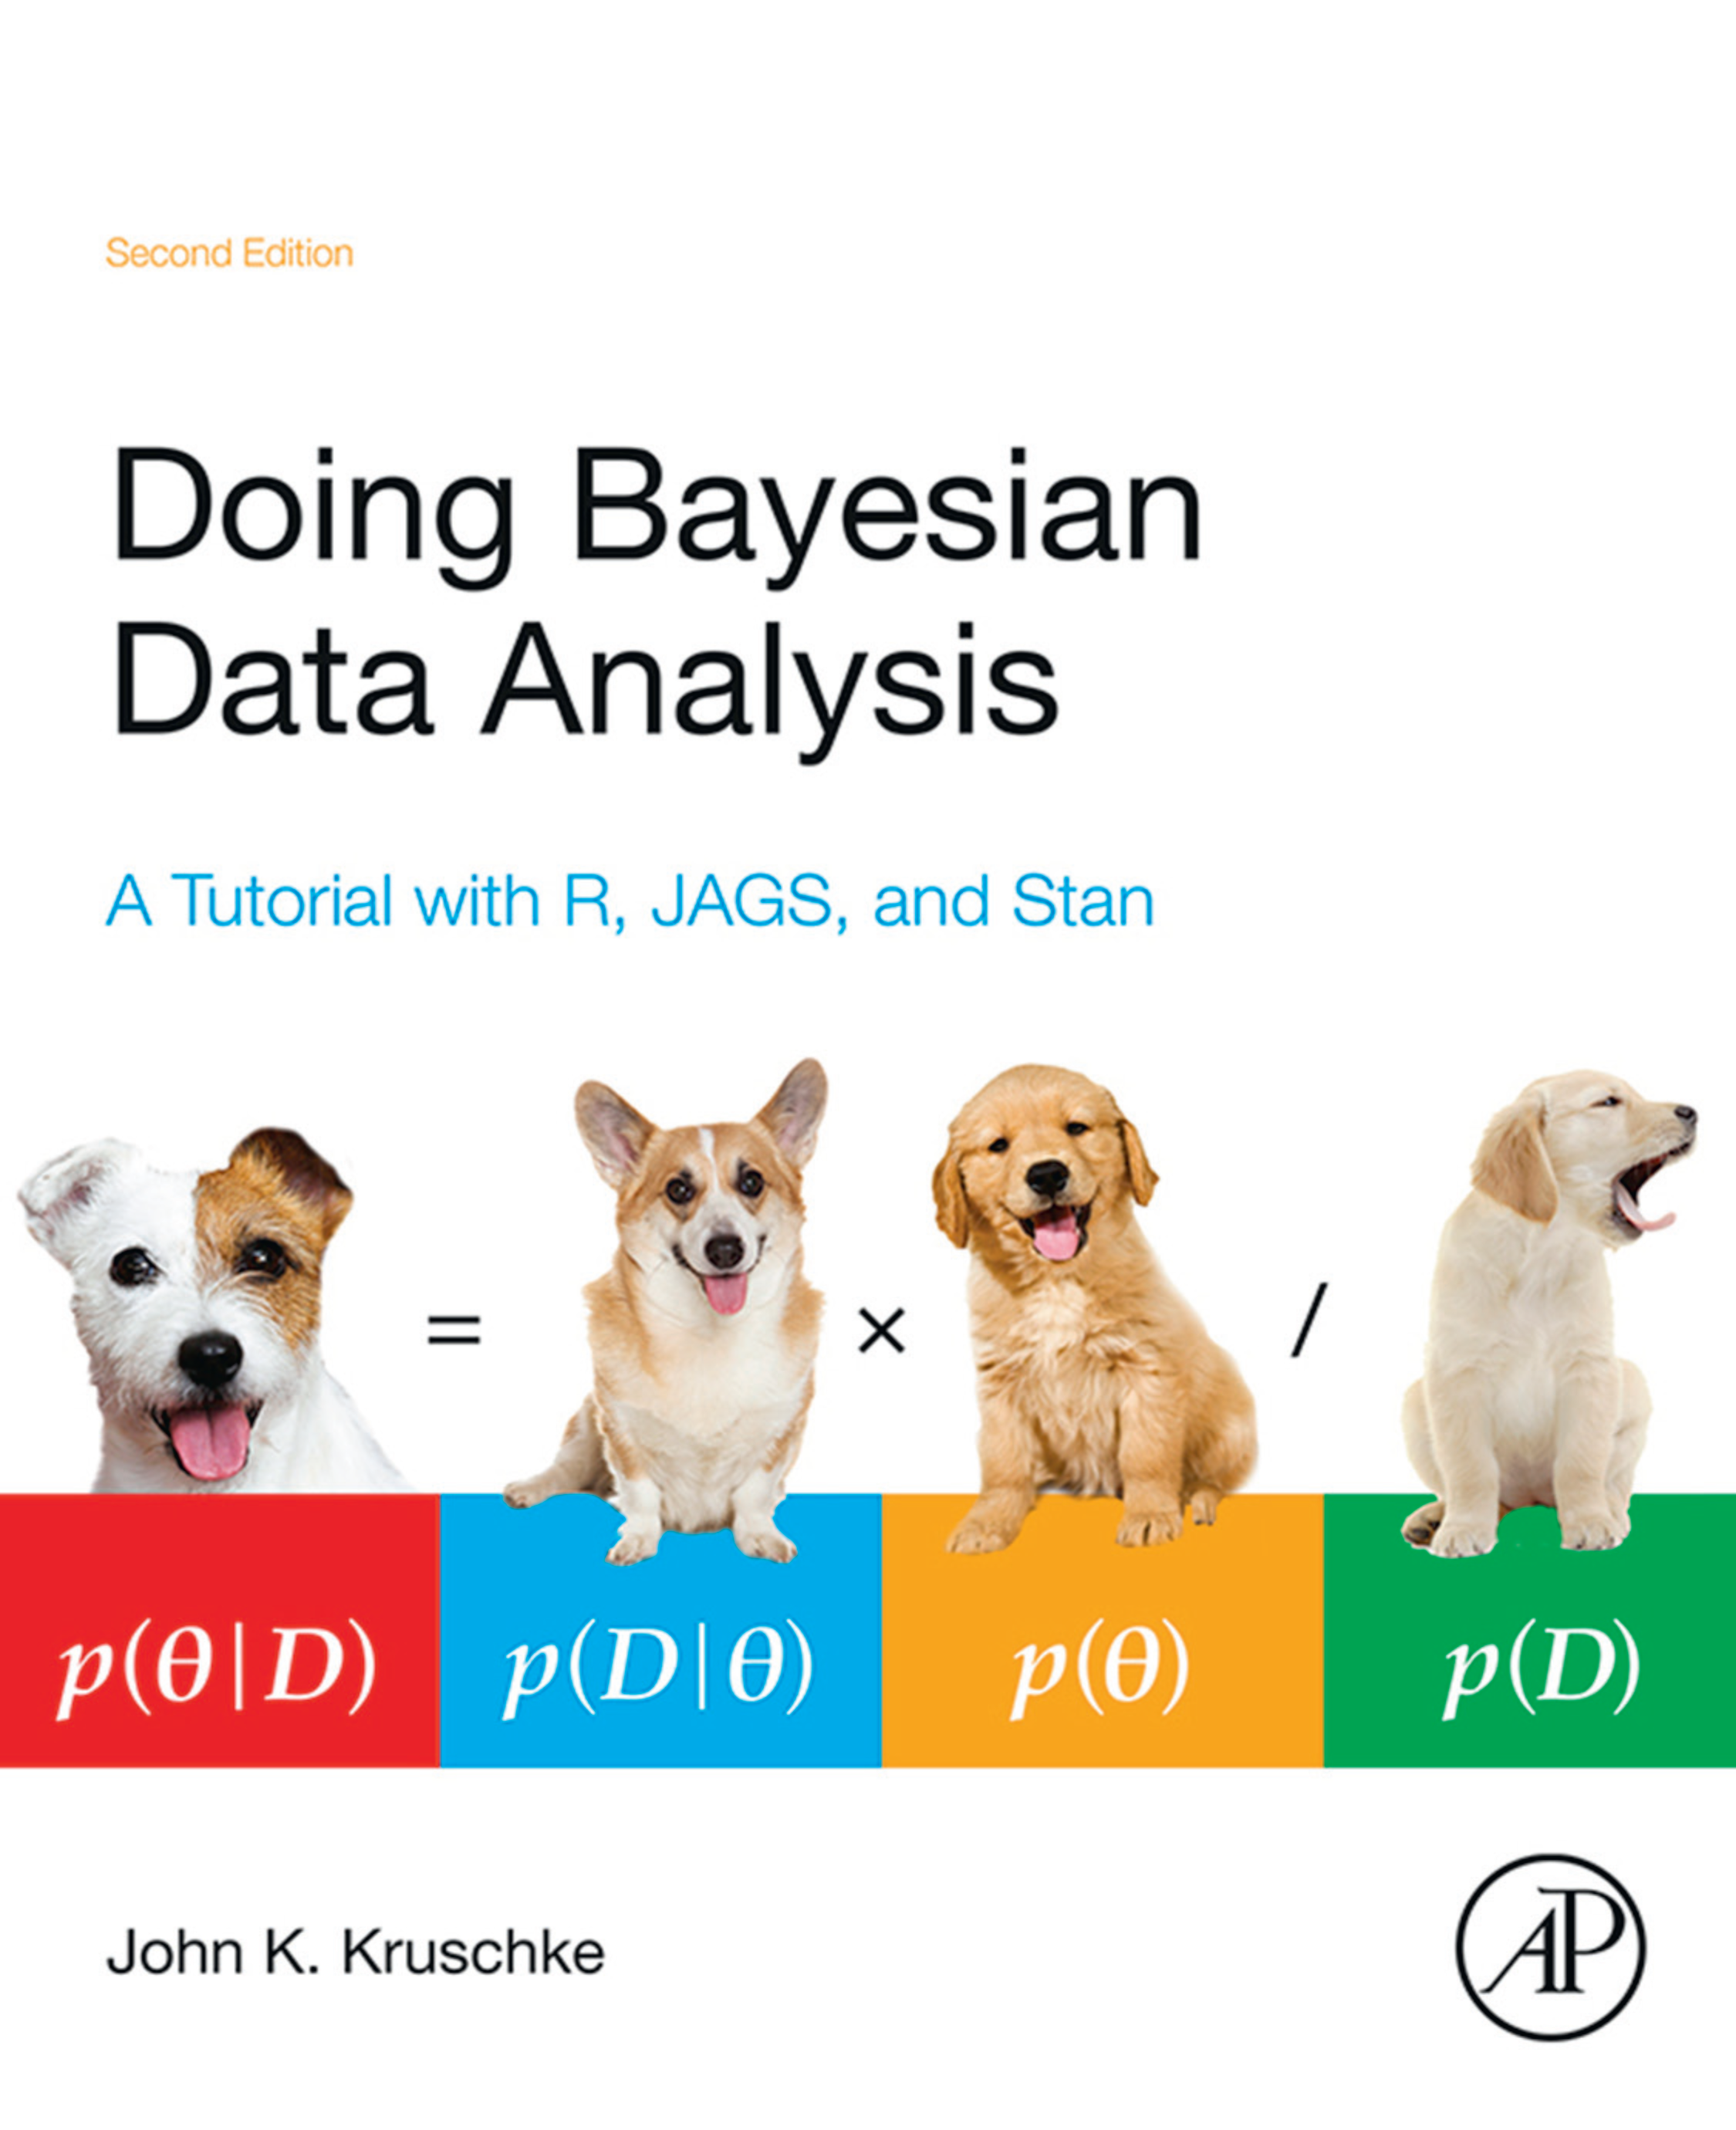 Second Edition
Doing Bayesian
Data Analysis
A Tutorial with R, JAGS, and Stan
= × /
p(θ|D) p(D|θ) p(θ) p(D)
John K. Kruschke
AP